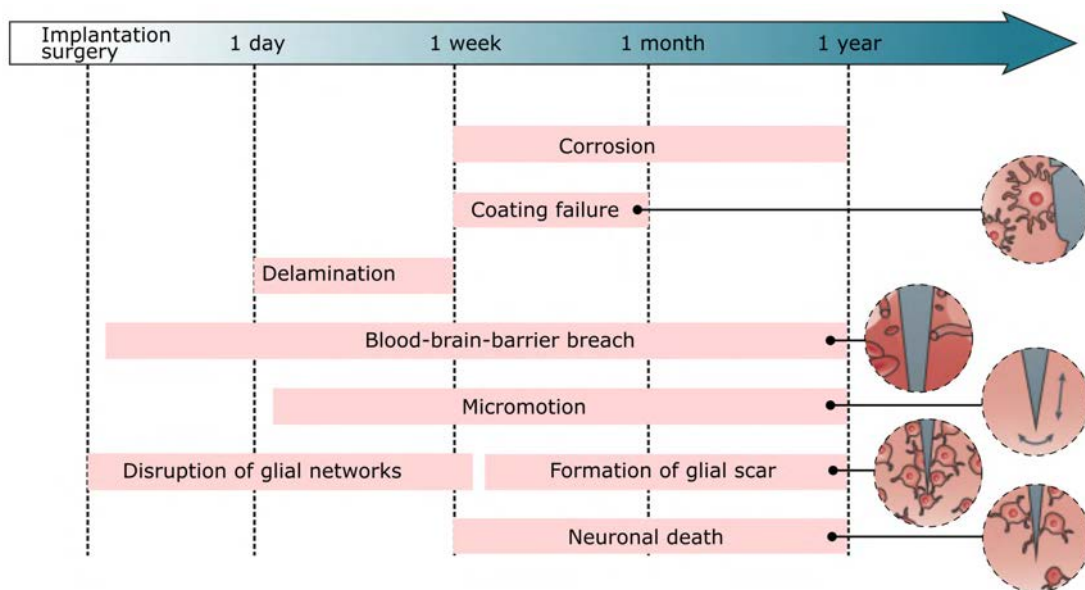 Implantation
surgery
1 day
1 week
1 month
1 year
Corrosion
Coating failure
Delamination
Blood-brain-barrier breach
Micromotion
Disruption of glial networks
Formation of glial scar
Neuronal death